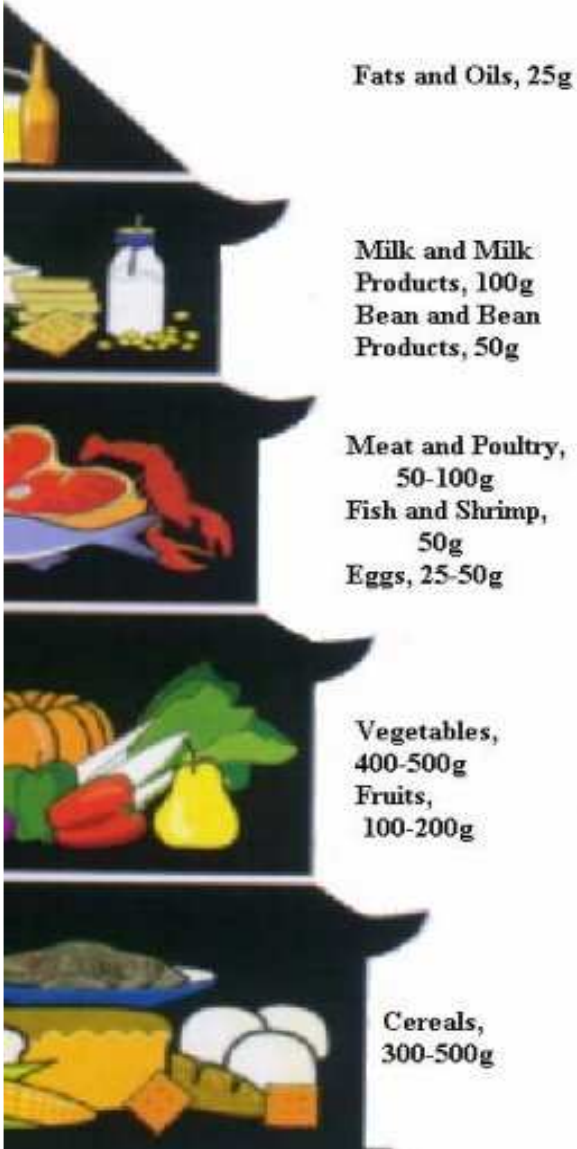 Fats and Oils, 25g
Milk and Milk
Products, 100g
Bean and Bean
Products, 50g
Meat and Poultry,
50-100g
Fish and Shrimp,
50g
Eggs, 25-50g
Vegetables,
400-500g
Fruits,
100-200g
Cereals,
300-500g